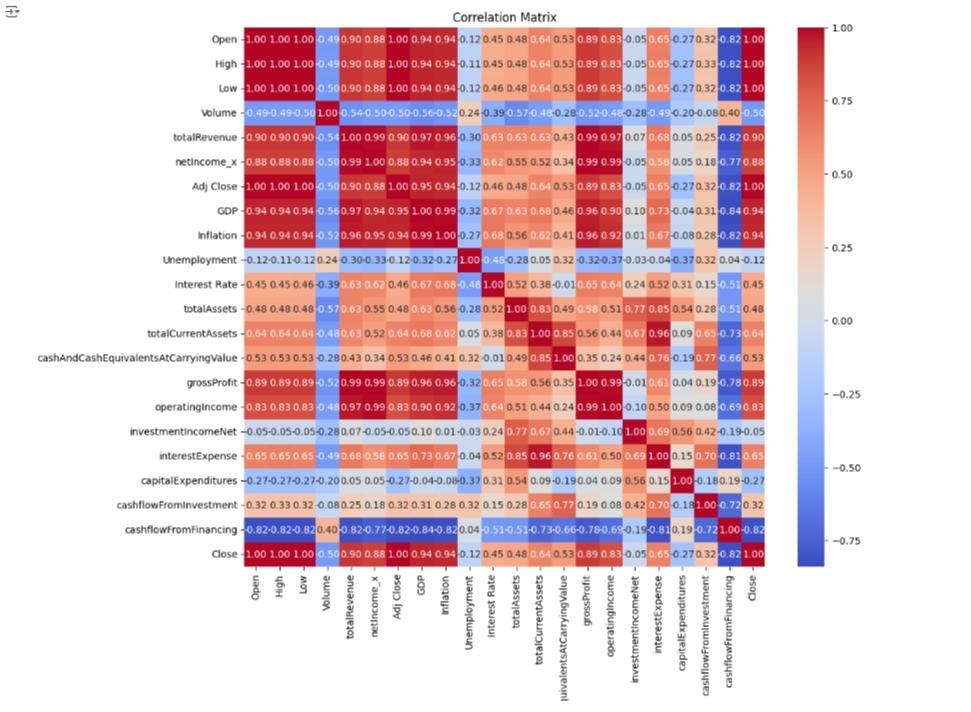 Correlation Matrix
Open 1.00 1.00 1.00 -0.49 0.90 0.88 1.00 0.94 0.94 -0.12 0.45 0.48 0.64 0.53 0.89 0.83 -0.05 0.65 -0.27 0.32 -0.82 1.00
High 1.00 1.00 1.00 -0.49 0.90 0.88 1.00 0.94 0.94 -0.11 0.45 0.48 0.64 0.53 0.89 0.83 -0.05 0.65 -0.27 0.33 -0.82 1.00
Low 1.00 1.00 1.00 -0.50 0.90 0.88 1.00 0.94 0.94 -0.12 0.46 0.48 0.64 0.53 0.89 0.83 -0.05 0.65 -0.27 0.32 -0.82 1.00
Volume -0.49 -0.49 -0.50 1.00 -0.54 -0.50 -0.50 -0.56 -0.52 0.24 -0.39 -0.57 -0.48 -0.28 -0.52 -0.48 -0.28 -0.49 -0.20 -0.08 0.40 -0.50
totalRevenue 0.90 0.90 0.90 -0.54 1.00 0.99 0.90 0.97 0.96 -0.30 0.63 0.63 0.63 0.43 0.99 0.97 0.07 0.68 0.05 0.25 -0.82 0.90
netIncome_x 0.88 0.88 0.88 -0.50 0.99 1.00 0.88 0.94 0.95 -0.33 0.62 0.55 0.52 0.34 0.99 0.99 -0.05 0.58 0.05 0.18 -0.77 0.88
Adj Close 1.00 1.00 1.00 -0.50 0.90 0.88 1.00 0.95 0.94 -0.12 0.46 0.48 0.64 0.53 0.89 0.83 -0.05 0.65 -0.27 0.32 -0.82 1.00
GDP 0.94 0.94 0.94 -0.56 0.97 0.94 0.95 1.00 0.99 -0.32 0.67 0.63 0.68 0.46 0.96 0.90 0.10 0.73 -0.04 0.31 -0.84 0.94
Inflation 0.94 0.94 0.94 -0.52 0.96 0.95 0.94 0.99 1.00 -0.27 0.68 0.56 0.62 0.41 0.96 0.92 0.01 0.67 -0.08 0.28 -0.82 0.94
Unemployment -0.12 -0.11 -0.12 0.24 -0.30 -0.33 -0.12 -0.32 -0.27 1.00 -0.48 -0.28 0.05 0.32 -0.32 -0.37 -0.03 -0.04 -0.37 0.32 0.04 -0.12
Interest Rate 0.45 0.45 0.46 -0.39 0.63 0.62 0.46 0.67 0.68 -0.48 1.00 0.52 0.38 -0.01 0.65 0.64 0.24 0.52 0.31 0.15 -0.51 0.45
totalAssets 0.48 0.48 0.48 -0.57 0.63 0.55 0.48 0.63 0.56 -0.28 0.52 1.00 0.83 0.49 0.58 0.51 0.77 0.85 0.54 0.28 -0.51 0.48
totalCurrentAssets 0.64 0.64 0.64 -0.48 0.63 0.52 0.64 0.68 0.62 0.05 0.38 0.83 1.00 0.85 0.56 0.44 0.67 0.96 0.09 0.65 -0.73 0.64
cashAndCashEquivalentsAtCarryingValue 0.53 0.53 0.53 -0.28 0.43 0.34 0.53 0.46 0.41 0.32 -0.01 0.49 0.85 1.00 0.35 0.24 0.44 0.76 -0.19 0.77 -0.66 0.53
grossProfit 0.89 0.89 0.89 -0.52 0.99 0.99 0.89 0.96 0.96 -0.32 0.65 0.58 0.56 0.35 1.00 0.99 -0.01 0.61 0.04 0.19 -0.78 0.89
operatingIncome 0.83 0.83 0.83 -0.48 0.97 0.99 0.83 0.90 0.92 -0.37 0.64 0.51 0.44 0.24 0.99 1.00 -0.10 0.50 0.09 0.08 -0.69 0.83
investmentIncomeNet -0.05 -0.05 -0.05 -0.28 0.07 -0.05 -0.05 0.10 0.01 -0.03 0.24 0.77 0.67 0.44 -0.01 -0.10 1.00 0.69 0.56 0.42 -0.19 -0.05
interestExpense 0.65 0.65 0.65 -0.49 0.68 0.58 0.65 0.73 0.67 -0.04 0.52 0.85 0.96 0.76 0.61 0.50 0.69 1.00 0.15 0.70 -0.81 0.65
capitalExpenditures -0.27 -0.27 -0.27 -0.20 0.05 0.05 -0.27 -0.04 -0.08 -0.37 0.31 0.54 0.09 -0.19 0.04 0.09 0.56 0.15 1.00 -0.18 0.19 -0.27
cashflowFromInvestment 0.32 0.33 0.32 -0.08 0.25 0.18 0.32 0.31 0.28 0.32 0.15 0.28 0.65 0.77 0.19 0.08 0.42 0.70 -0.18 1.00 -0.72 0.32
cashflowFromFinancing -0.82 -0.82 -0.82 0.40 -0.82 -0.77 -0.82 -0.84 -0.82 0.04 -0.51 -0.51 -0.73 -0.66 -0.78 -0.69 -0.19 -0.81 0.19 -0.72 1.00 -0.82
Close 1.00 1.00 1.00 -0.50 0.90 0.88 1.00 0.94 0.94 -0.12 0.45 0.48 0.64 0.53 0.89 0.83 -0.05 0.65 -0.27 0.32 -0.82 1.00
Open
High
Low
Volume
totalRevenue
netIncome_x
Adj Close
GDP
Inflation
Unemployment
Interest Rate
totalAssets
totalCurrentAssets
quivalentsAtCarryingValue
grossProfit
operatingIncome
investmentIncomeNet
interestExpense
capitalExpenditures
cashflowFromInvestment
cashflowFromFinancing
Close
1.00
0.75
0.50
0.25
0.00
−0.25
−0.50
−0.75